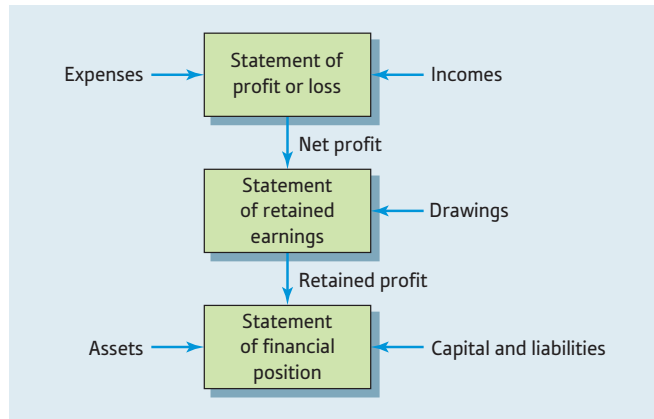 Expenses
Statement of
profit or loss
Incomes
Net profit
Statement
of retained
earnings
Drawings
Retained profit
Assets
Statement
of financial
position
Capital and liabilities